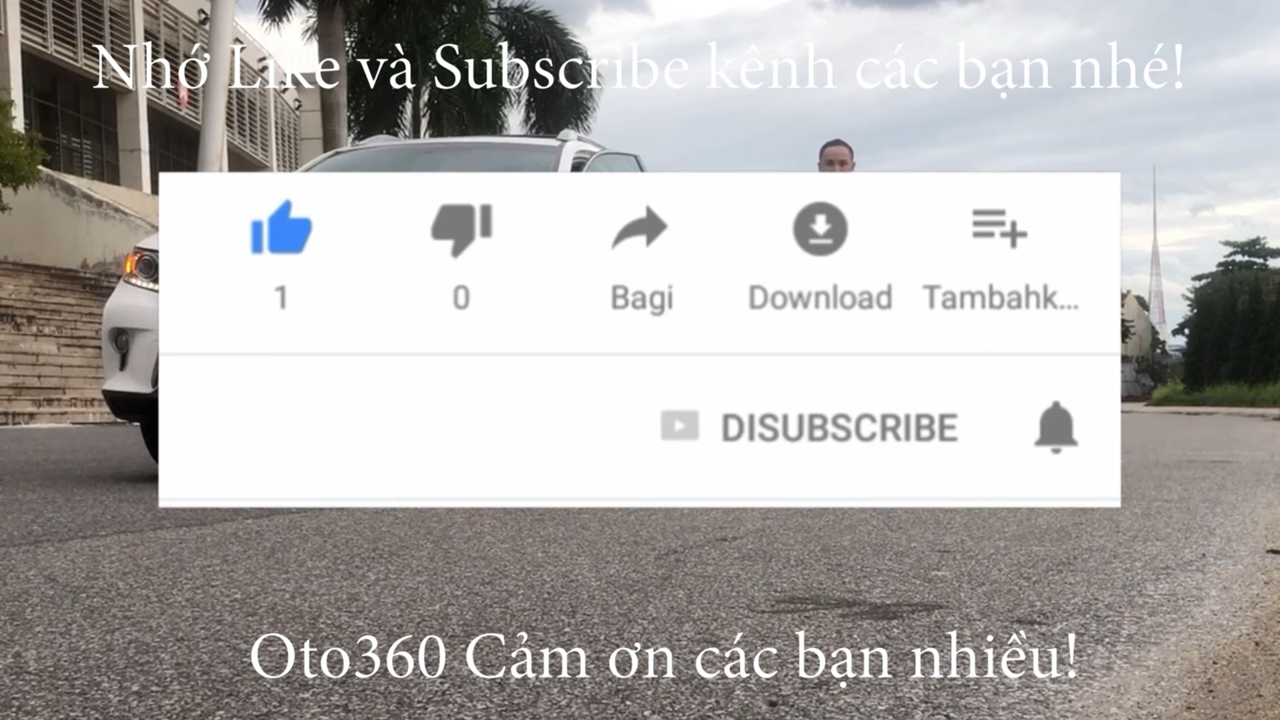 Nhớ Like và Subscribe kênh các bạn nhé!
1 0 Bagi Download Tambahk...
DISUBSCRIBE
Oto360 Cảm ơn các bạn nhiều!